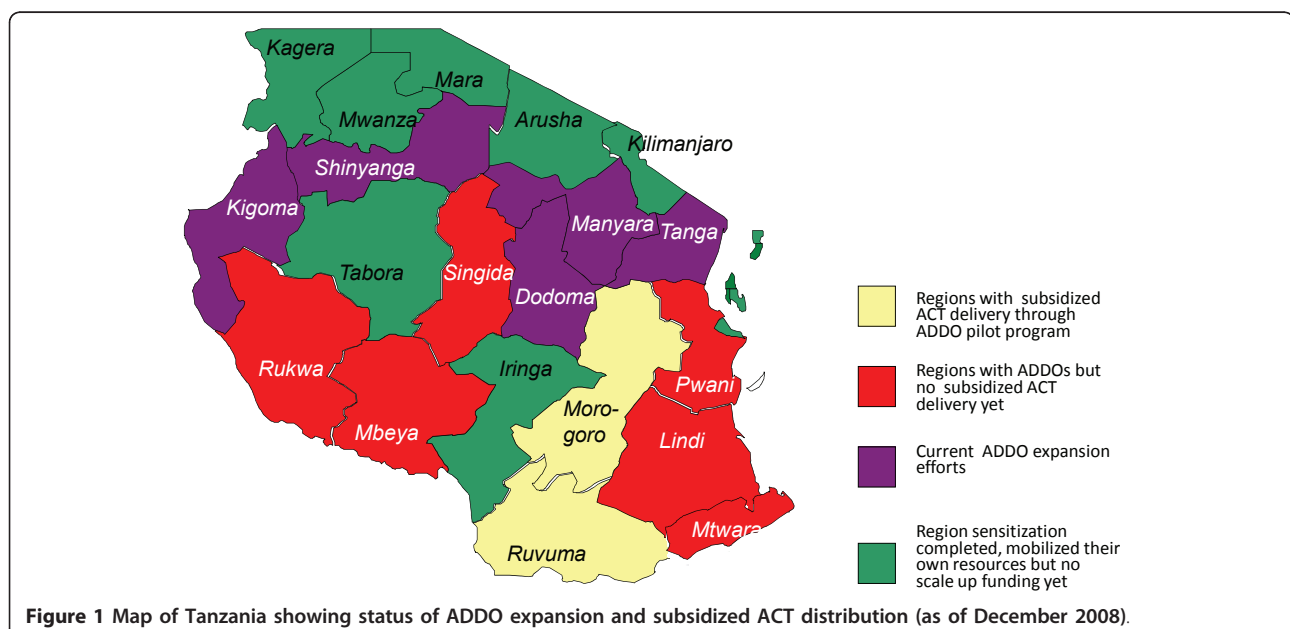 Kagera
Mara
Mwanza
Arusha
Kilimanjaro
Shinyanga
Kigoma
Manyara
Tanga
Tabora
Singida
Dodoma
Rukwa
Iringa
Pwani
Mbeya
Moro-
goro
Lindi
Mtwara
Ruvuma
Regions with subsidized
ACT delivery through
ADDO pilot program
Regions with ADDOs but
no subsidized ACT
delivery yet
Current ADDO expansion
efforts
Region sensitization
completed, mobilized their
own resources but no
scale up funding yet
Figure 1 Map of Tanzania showing status of ADDO expansion and subsidized ACT distribution (as of December 2008).